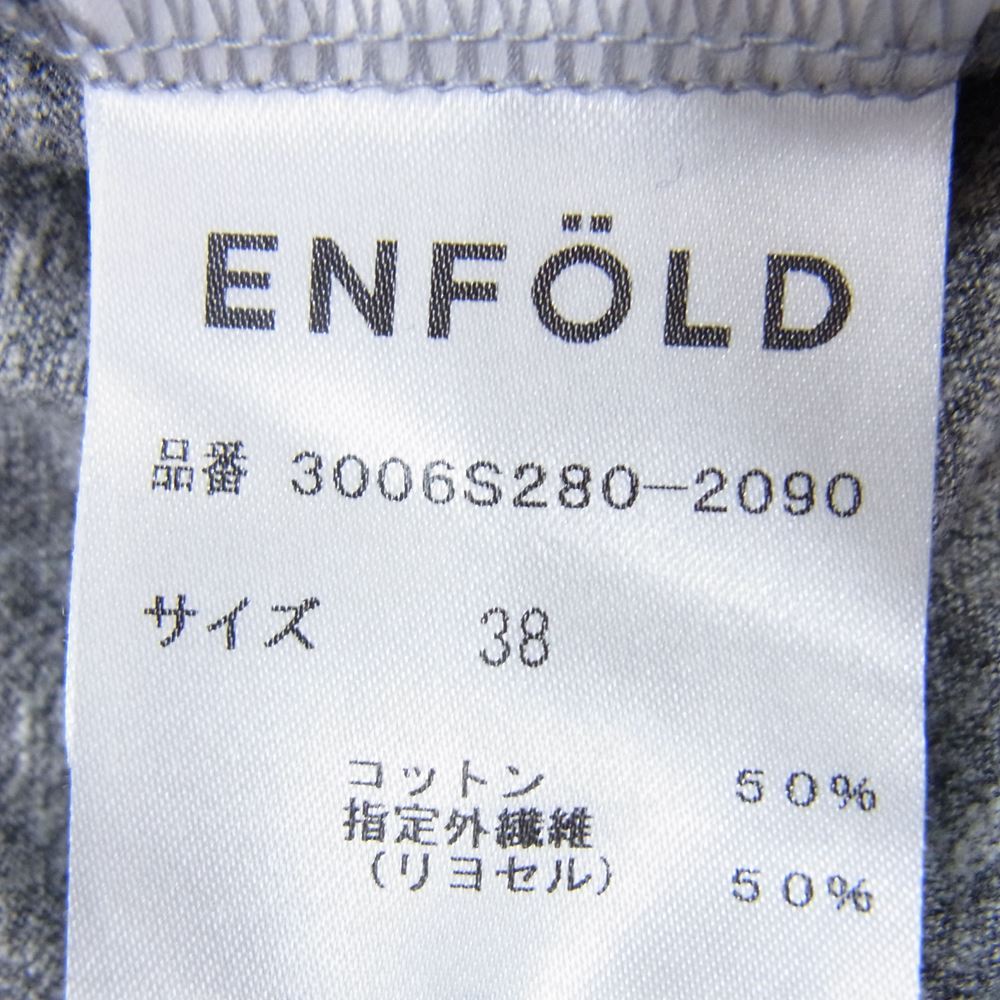 ENFÖLD
品番 3006S280-2090
サイズ 38
コットン 50%
指定外繊維
(リヨセル) 50%